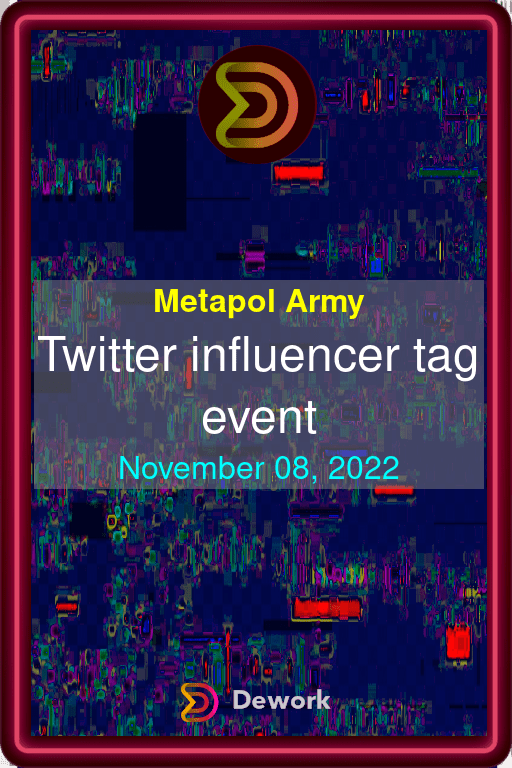 Metapol Army
Twitter influencer tag
event
November 08, 2022
Dework